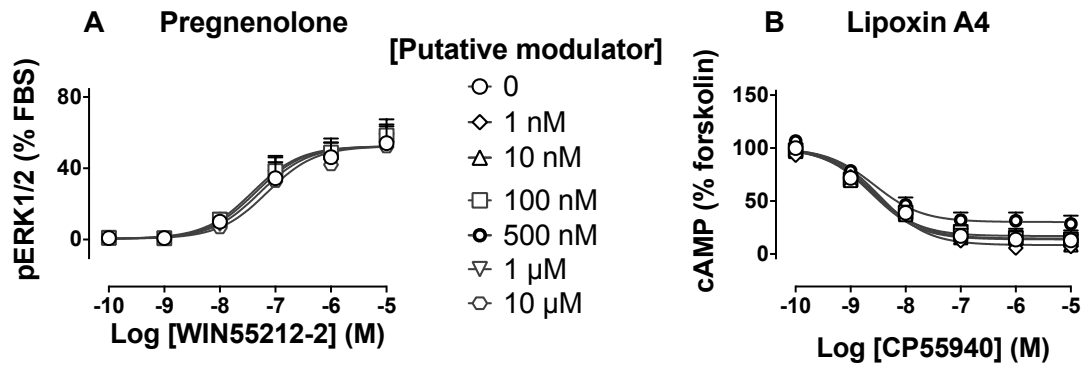 A Pregnenolone
pERK1/2 (% FBS)
80
40
0
-10 -9 -8 -7 -6 -5
Log [WIN55212-2] (M)
[Putative modulator]
0
1 nM
10 nM
100 nM
500 nM
1 µM
10 µM
B Lipoxin A4
cAMP (% forskolin)
150
100
50
0
-10 -9 -8 -7 -6 -5
Log [CP55940] (M)